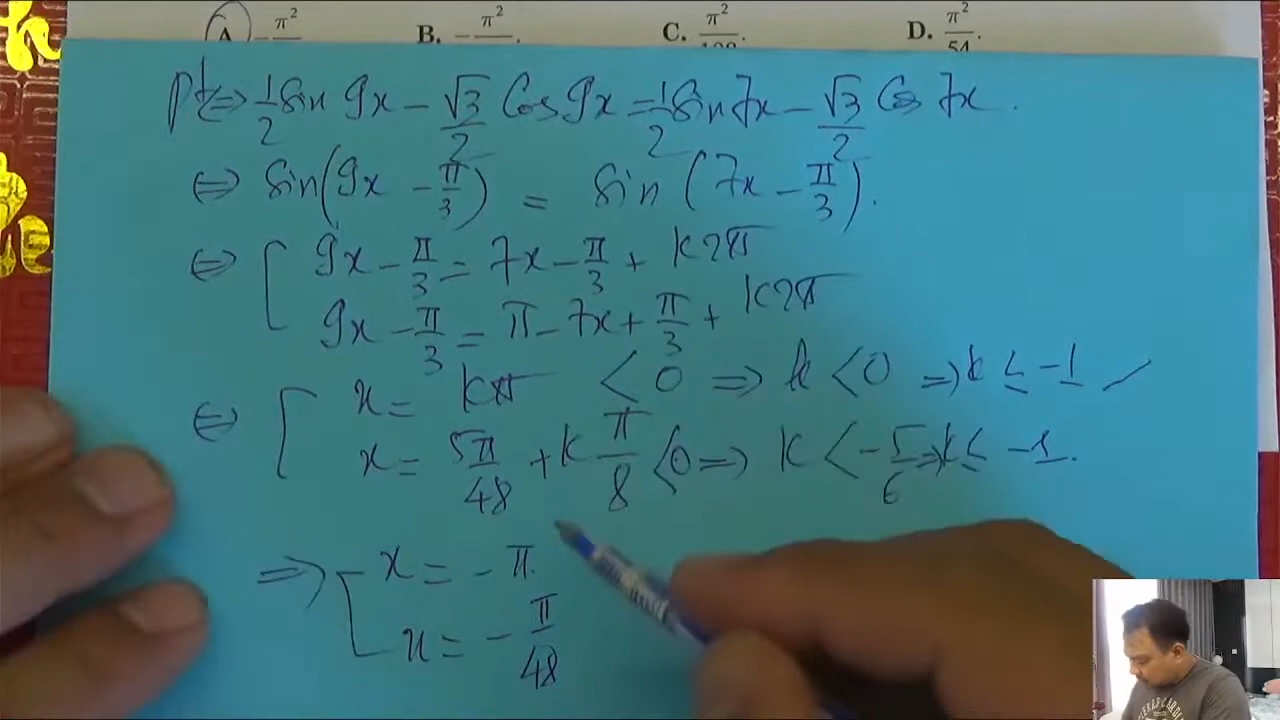 A. -π²
B. -π².
C. π².
D. π²/54.
Pt ⇔ 1/2 Sin 9x - √3/2 Cos 9x = 1/2 Sin 7x - √3/2 Cos 7x.
⇔ Sin(9x - π/3) = Sin(7x - π/3).
⇔ [ 9x - π/3 = 7x - π/3 + k2π
9x - π/3 = π - 7x + π/3 + k2π
⇔ [ x = kπ < 0 ⇒ k < 0 ⇒ k ≤ -1
x = 5π/48 + k π/8 < 0 ⇒ k < -5/6 ⇒ k ≤ -1.
⇒ [ x = -π.
x = -π/48